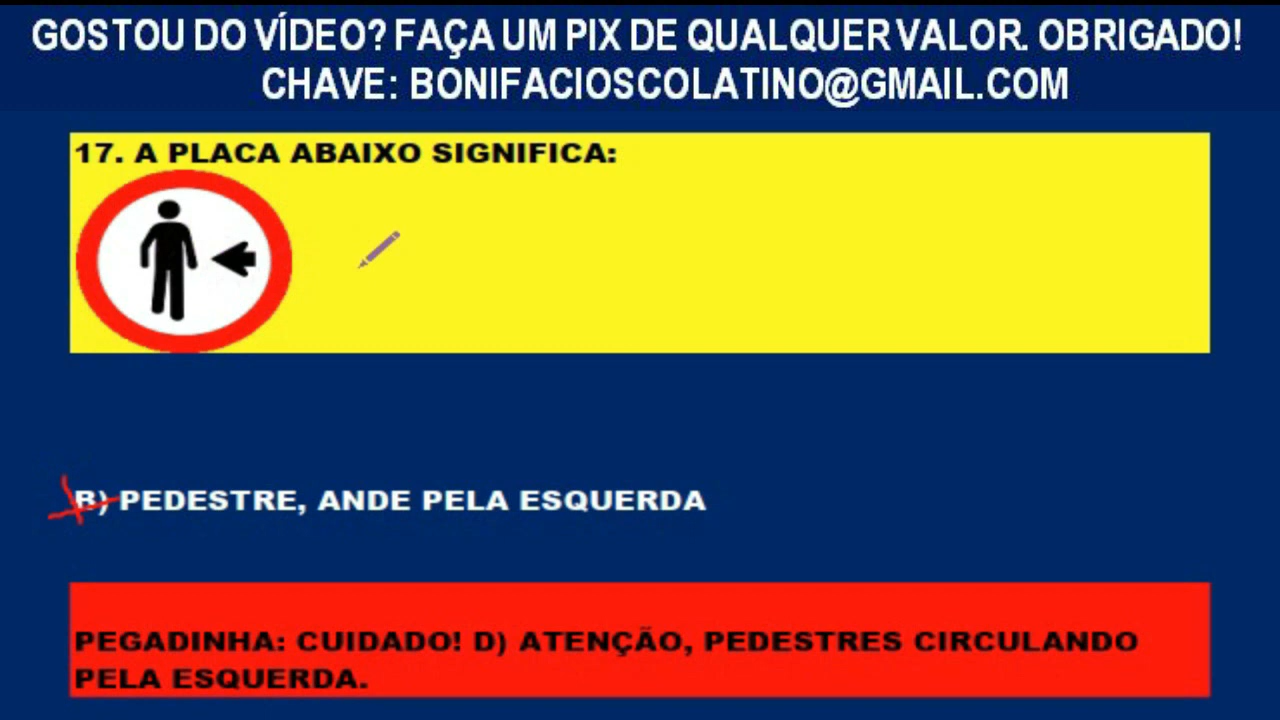 GOSTOU DO VÍDEO? FAÇA UM PIX DE QUALQUER VALOR. OBRIGADO!
CHAVE: BONIFACIOSCOLATINO@GMAIL.COM
17. A PLACA ABAIXO SIGNIFICA:
B) PEDESTRE, ANDE PELA ESQUERDA
PEGADINHA: CUIDADO! D) ATENÇÃO, PEDESTRES CIRCULANDO
PELA ESQUERDA.